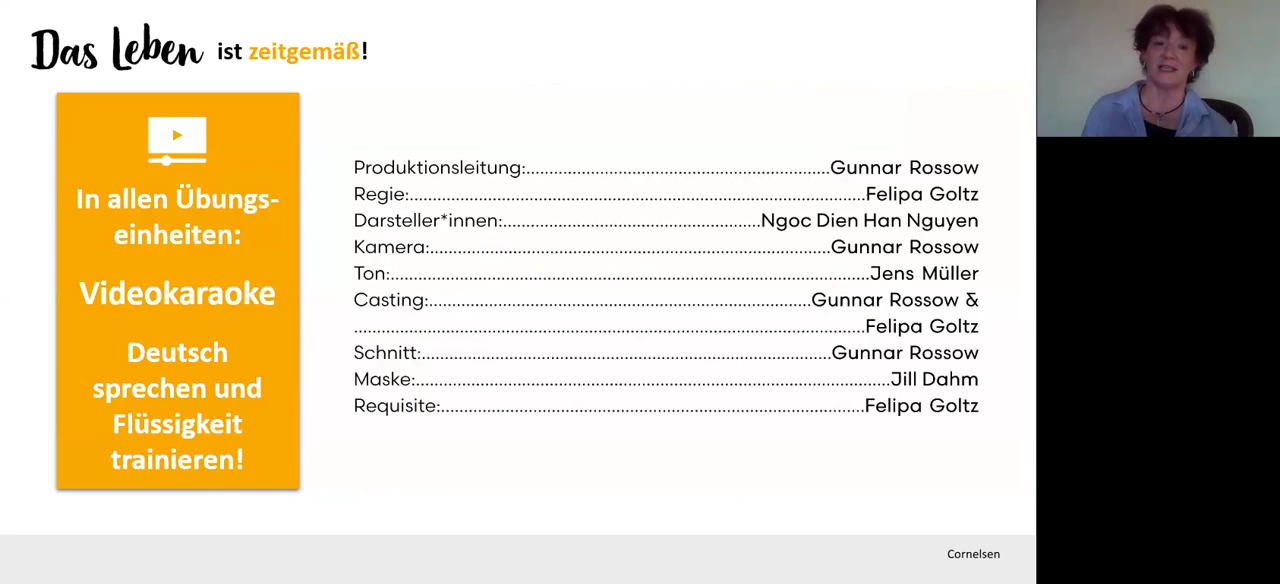 Das Leben ist zeitgemäß!
In allen Übungs-
einheiten:
Videokaraoke
Deutsch
sprechen und
Flüssigkeit
trainieren!
Produktionsleitung:..............................................................Gunnar Rossow
Regie:....................................................................................................Felipa Goltz
Darsteller*innen:.....................................................Ngoc Dien Han Nguyen
Kamera:.....................................................................................Gunnar Rossow
Ton:.........................................................................................................Jens Müller
Casting:...................................................................................Gunnar Rossow &
................................................................................................................Felipa Goltz
Schnitt:.......................................................................................Gunnar Rossow
Maske:....................................................................................................Jill Dahm
Requisite:...........................................................................................Felipa Goltz
Cornelsen